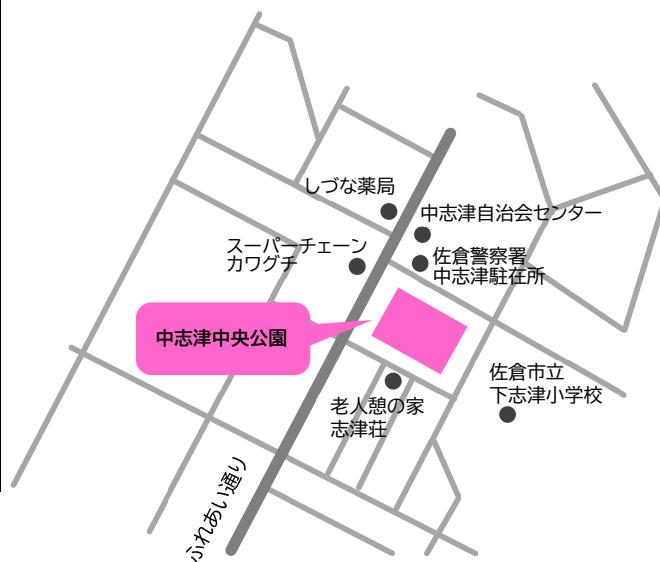 しづな薬局
中志津自治会センター
スーパーチェーン
カワグチ
佐倉警察署
中志津駐在所
中志津中央公園
佐倉市立
下志津小学校
老人憩の家
志津荘
ふれあい通り